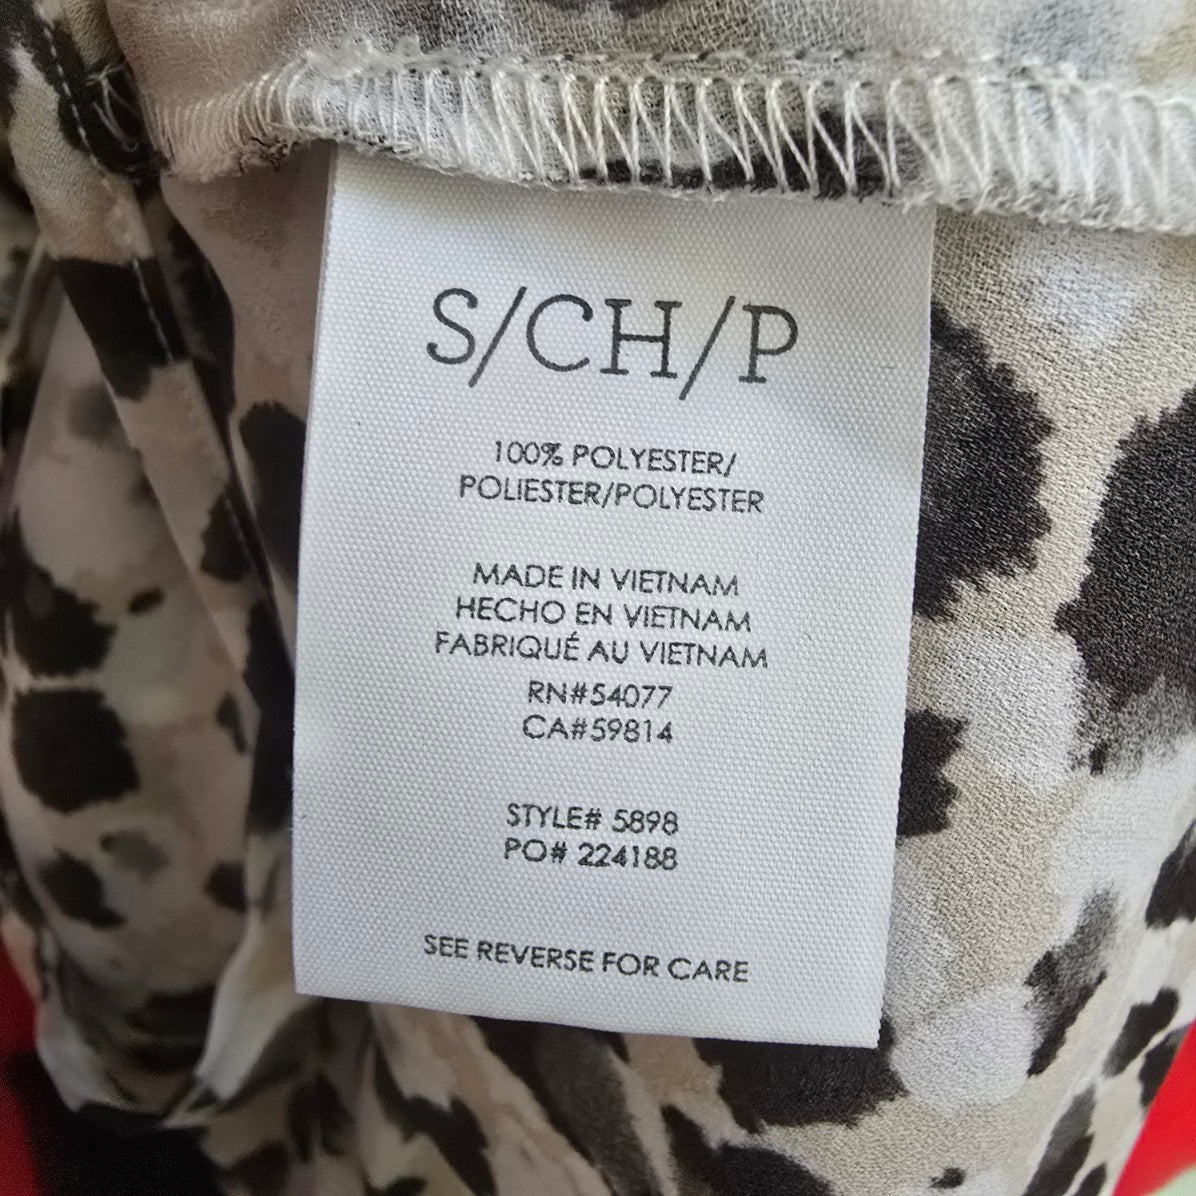 S/CH/P
100% POLYESTER/
POLIESTER/POLYESTER
MADE IN VIETNAM
HECHO EN VIETNAM
FABRIQUÉ AU VIETNAM
RN#54077
CA#59814
STYLE# 5898
PO# 224188
SEE REVERSE FOR CARE